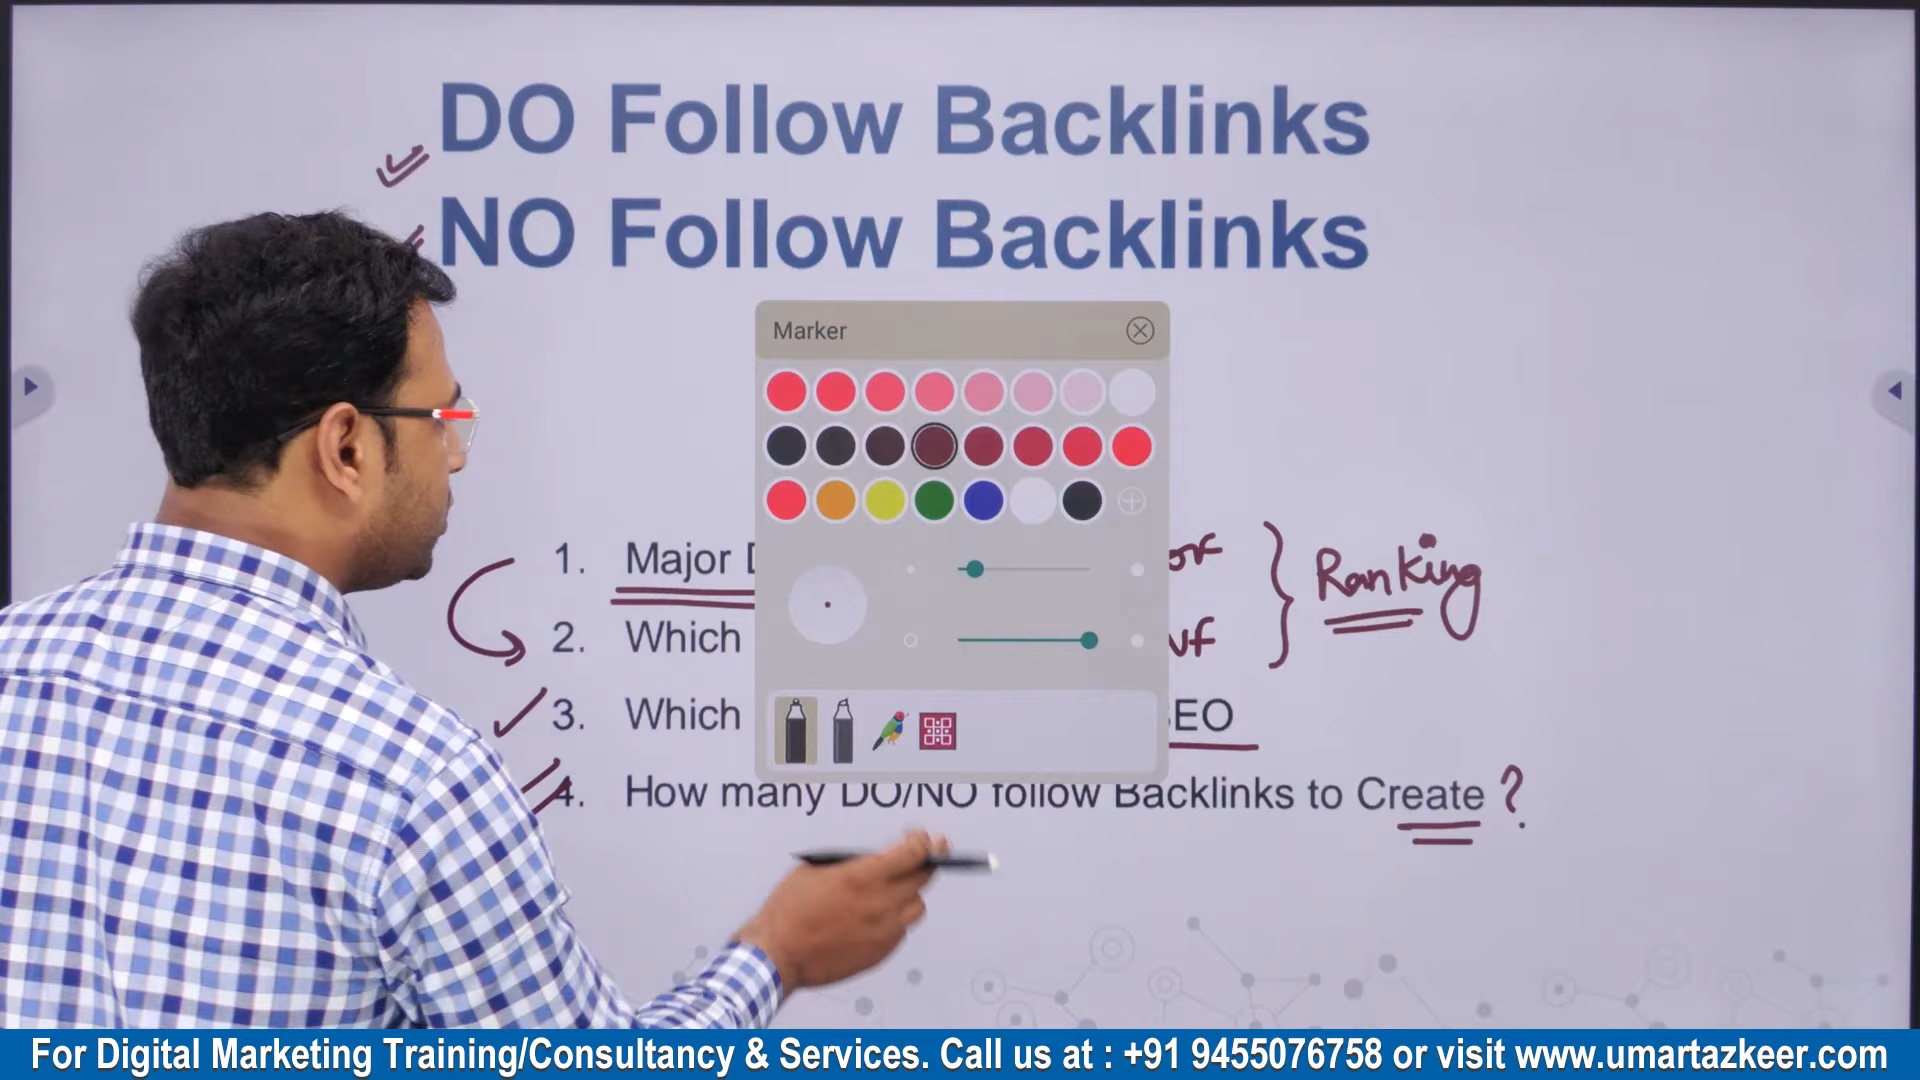 DO Follow Backlinks
NO Follow Backlinks
Marker
1. Major
Ranking
2. Which
3. Which EO
4. How many DO/NO follow Backlinks to Create ?
For Digital Marketing Training/Consultancy & Services. Call us at : +91 9455076758 or visit www.umartazkeer.com